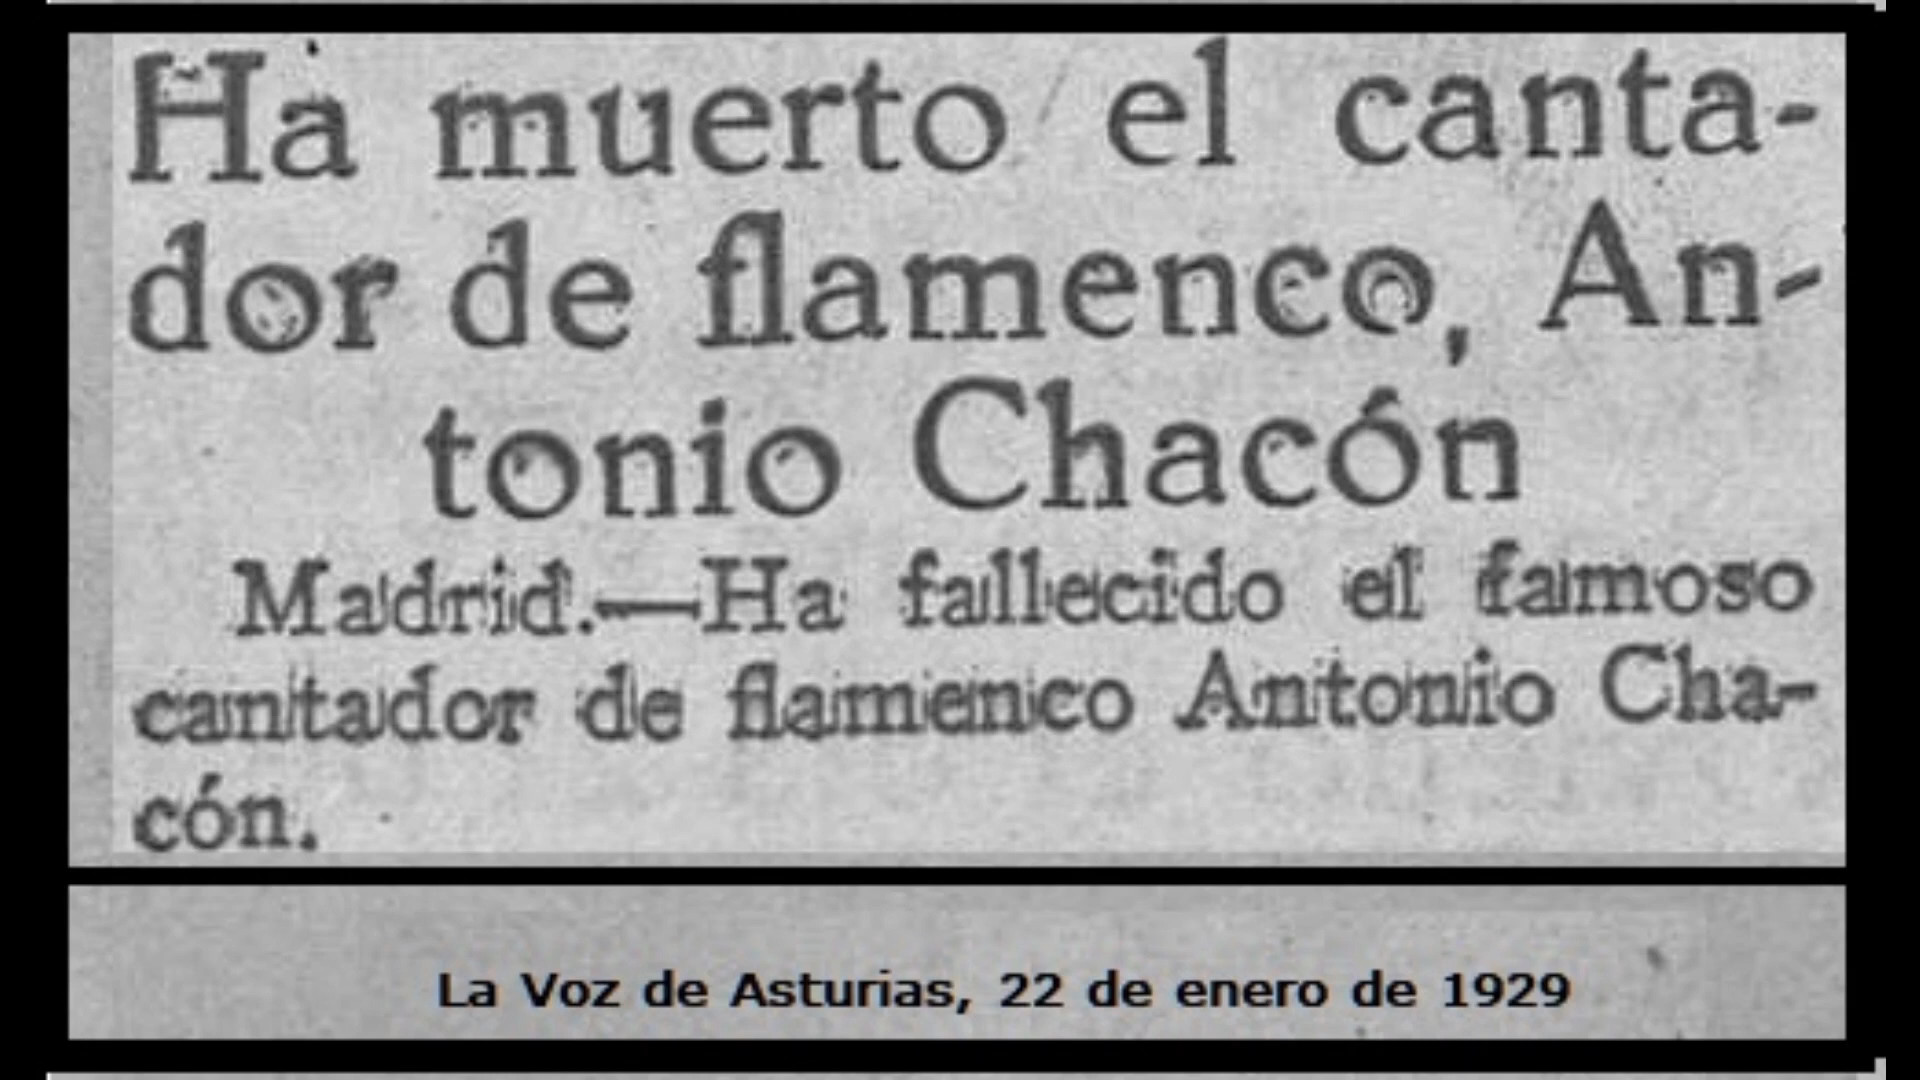 Ha muerto el canta-
dor de flamenco, An-
tonio Chacón
Madrid.—Ha fallecido el famoso
cantador de flamenco Antonio Cha-
cón.
La Voz de Asturias, 22 de enero de 1929